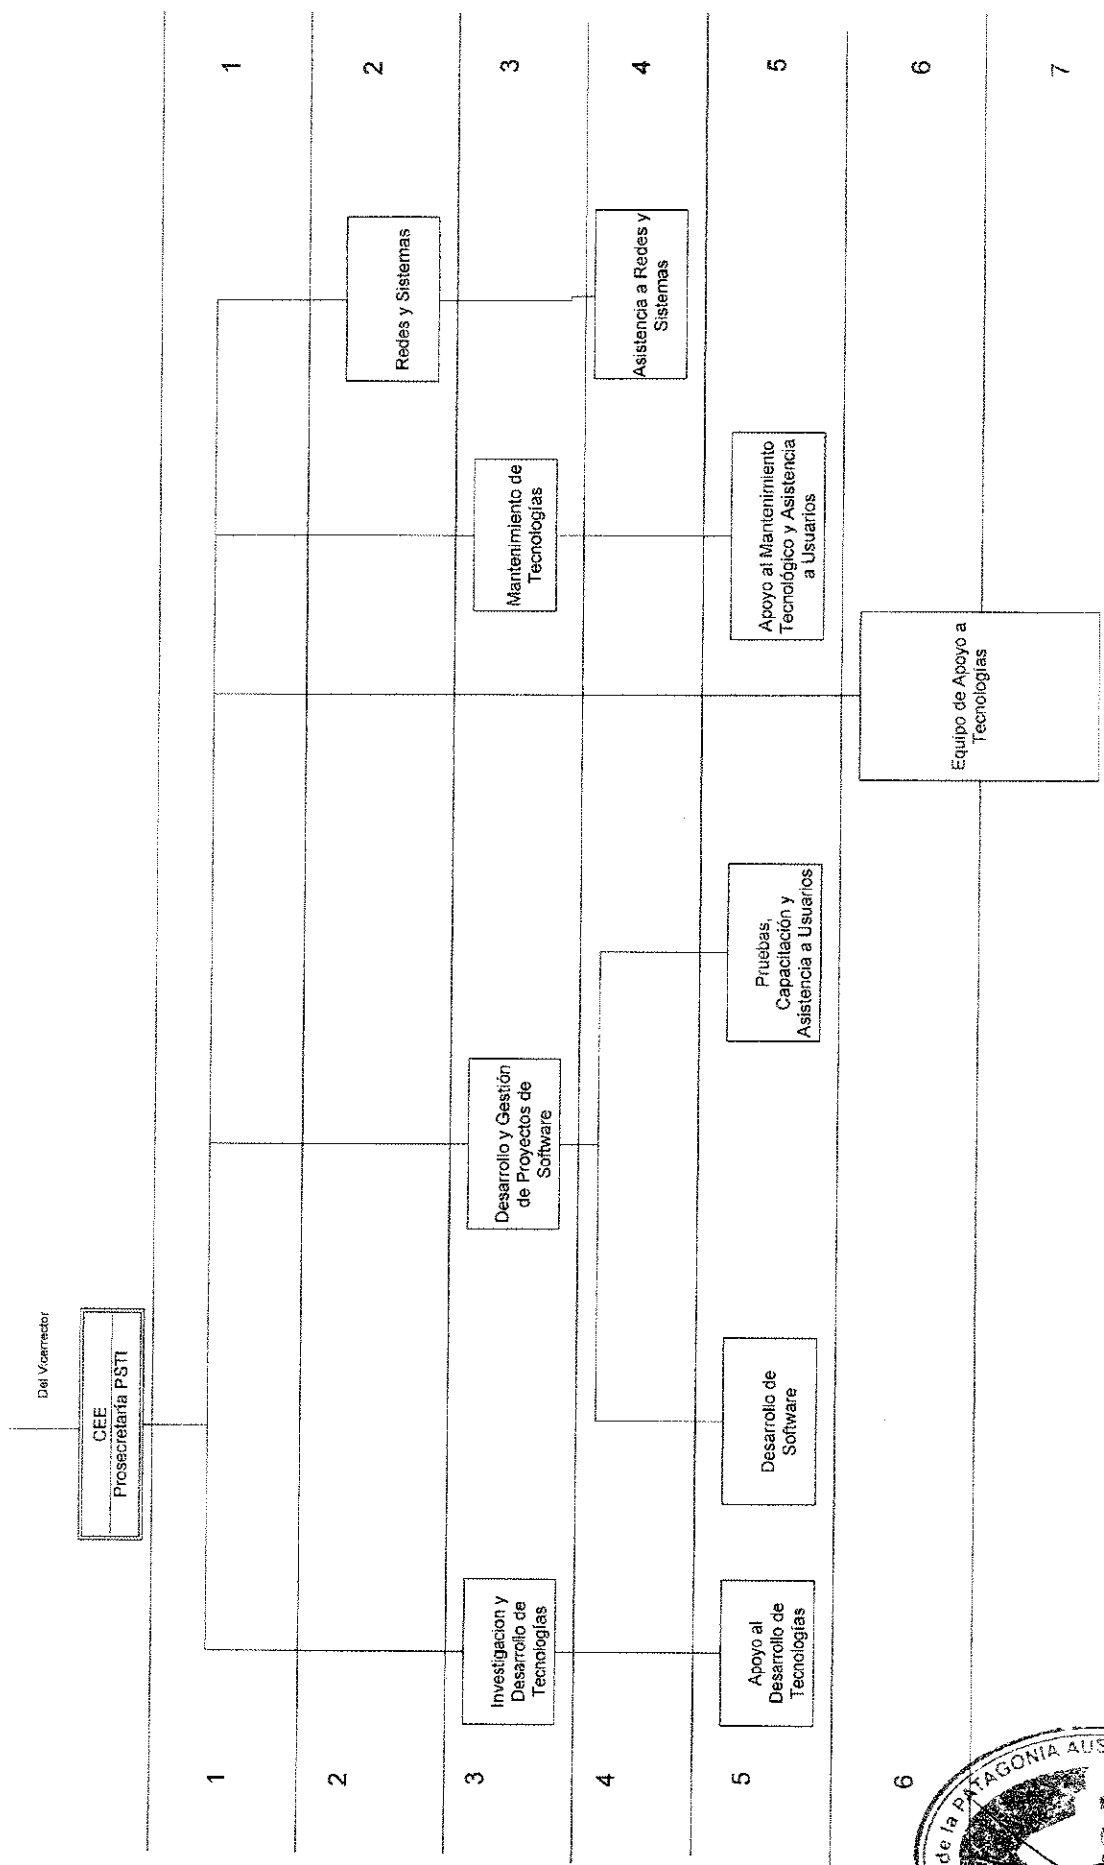 Del Vicerrector
CEE
Prosecretaría PSTI
1
1
2
2
Redes y Sistemas
3
3
Investigacion y
Desarrollo de
Tecnologías
Desarrollo y Gestión
de Proyectos de
Software
Mantenimiento de
Tecnologías
4
4
Asistencia a Redes y
Sistemas
5
5
Apoyo al
Desarrollo de
Tecnologías
Desarrollo de
Software
Pruebas,
Capacitación y
Asistencia a Usuarios
Apoyo al Mantenimiento
Tecnológico y Asistencia
a Usuarios
6
6
Equipo de Apoyo a
Tecnologías
7
de la PATAGONIA